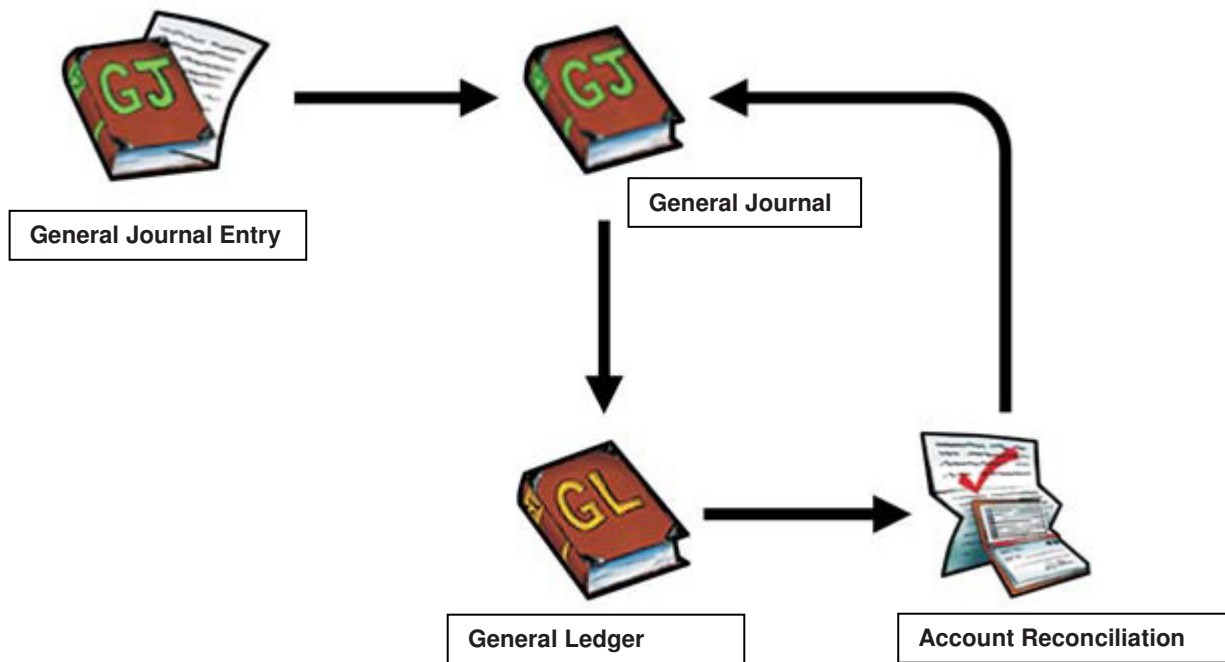 GJ
GJ
General Journal Entry
General Journal
GL
General Ledger
Account Reconciliation